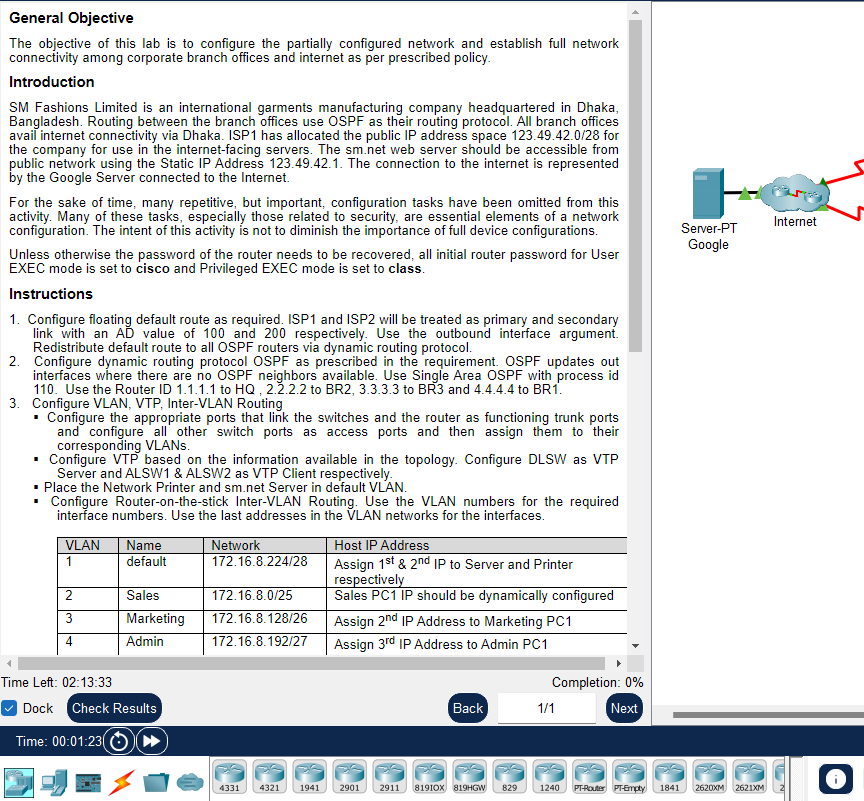 General Objective
The objective of this lab is to configure the partially configured network and establish full network
connectivity among corporate branch offices and internet as per prescribed policy.
Introduction
SM Fashions Limited is an international garments manufacturing company headquartered in Dhaka,
Bangladesh. Routing between the branch offices use OSPF as their routing protocol. All branch offices
avail internet connectivity via Dhaka. ISP1 has allocated the public IP address space 123.49.42.0/28 for
the company for use in the internet-facing servers. The sm.net web server should be accessible from
public network using the Static IP Address 123.49.42.1. The connection to the internet is represented
by the Google Server connected to the Internet.
For the sake of time, many repetitive, but important, configuration tasks have been omitted from this
activity. Many of these tasks, especially those related to security, are essential elements of a network
configuration. The intent of this activity is not to diminish the importance of full device configurations.
Unless otherwise the password of the router needs to be recovered, all initial router password for User
EXEC mode is set to cisco and Privileged EXEC mode is set to class.
Instructions
1. Configure floating default route as required. ISP1 and ISP2 will be treated as primary and secondary
link with an AD value of 100 and 200 respectively. Use the outbound interface argument.
Redistribute default route to all OSPF routers via dynamic routing protocol.
2. Configure dynamic routing protocol OSPF as prescribed in the requirement. OSPF updates out
interfaces where there are no OSPF neighbors available. Use Single Area OSPF with process id
110. Use the Router ID 1.1.1.1 to HQ , 2.2.2.2 to BR2, 3.3.3.3 to BR3 and 4.4.4.4 to BR1.
3. Configure VLAN, VTP, Inter-VLAN Routing
▪ Configure the appropriate ports that link the switches and the router as functioning trunk ports
and configure all other switch ports as access ports and then assign them to their
corresponding VLANs.
▪ Configure VTP based on the information available in the topology. Configure DLSW as VTP
Server and ALSW1 & ALSW2 as VTP Client respectively.
▪ Place the Network Printer and sm.net Server in default VLAN.
▪ Configure Router-on-the-stick Inter-VLAN Routing. Use the VLAN numbers for the required
interface numbers. Use the last addresses in the VLAN networks for the interfaces.
VLAN Name Network Host IP Address
1 default 172.16.8.224/28 Assign 1st & 2nd IP to Server and Printer
respectively
2 Sales 172.16.8.0/25 Sales PC1 IP should be dynamically configured
3 Marketing 172.16.8.128/26 Assign 2nd IP Address to Marketing PC1
4 Admin 172.16.8.192/27 Assign 3rd IP Address to Admin PC1
Time Left: 02:13:33 Completion: 0%
Dock Check Results Back 1/1 Next
Server-PT
Google
Internet
Time: 00:01:23
4331 4321 1941 2901 2911 819IOX 819HGW 829 1240 PT-Router PT-Empty 1841 2620XM 2621XM 2